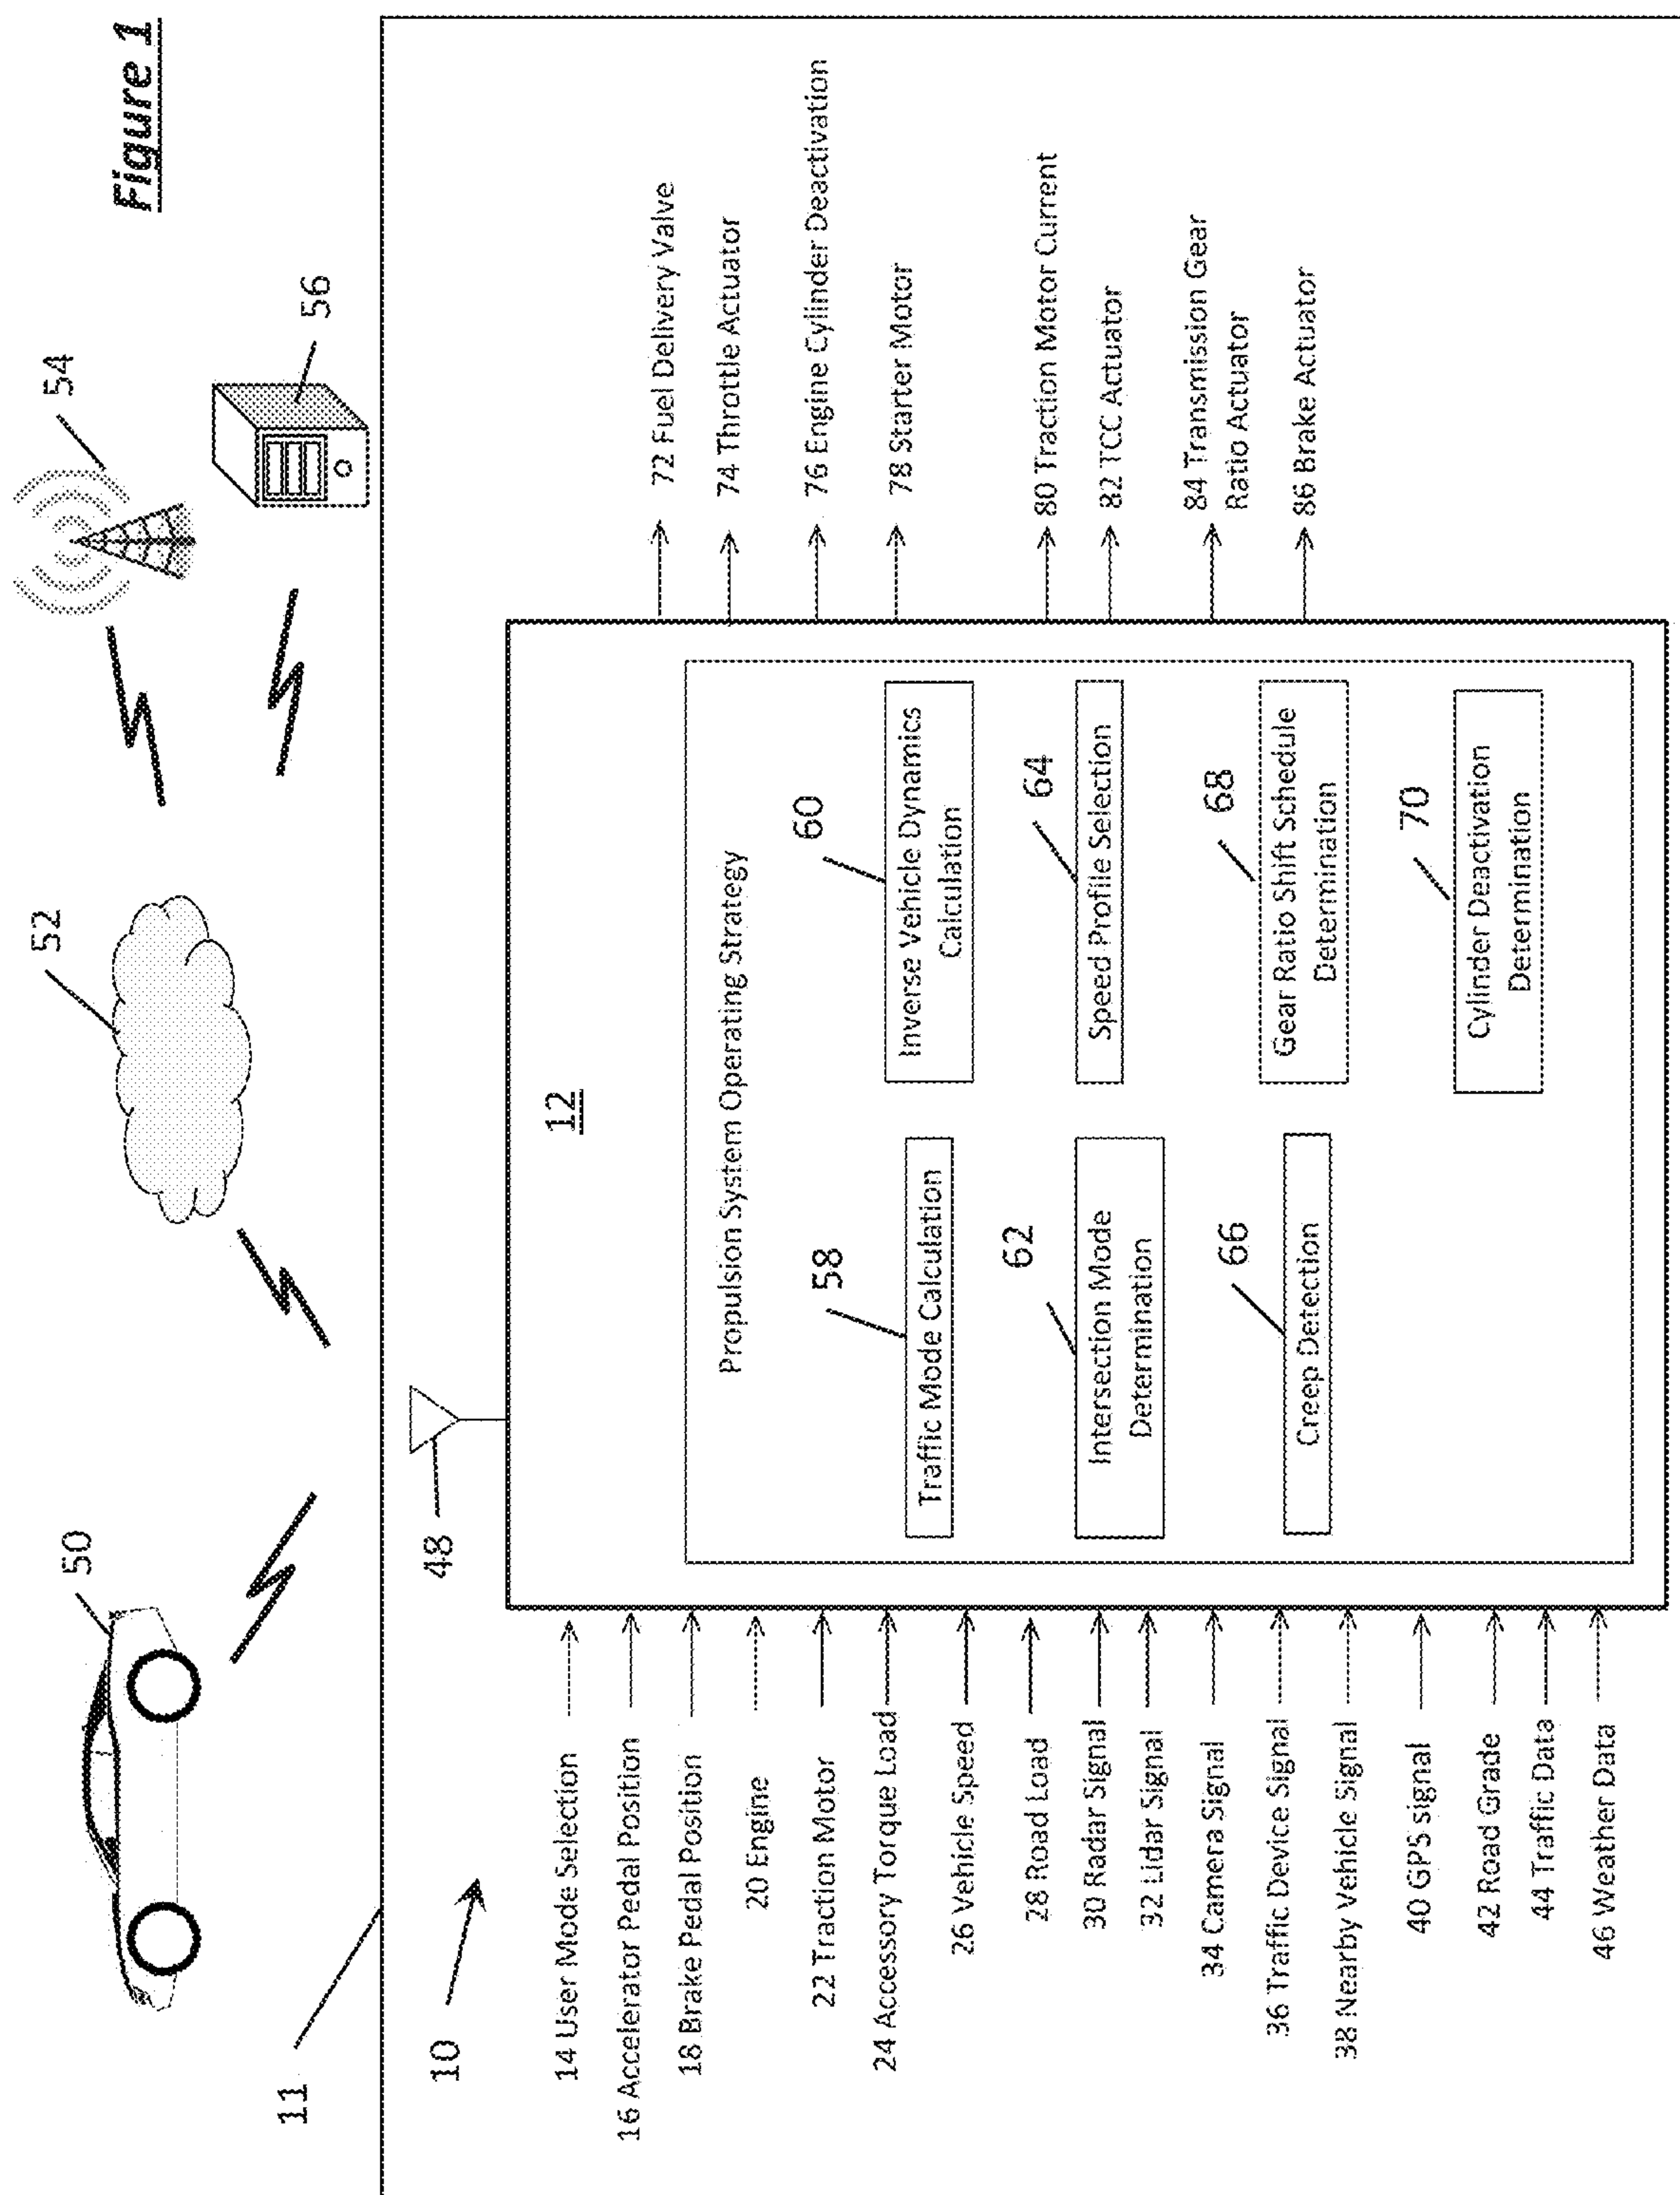 Figure 1
50
52
54
56
11
10
48
12
14 User Mode Selection
16 Accelerator Pedal Position
18 Brake Pedal Position
20 Engine
22 Traction Motor
24 Accessory Torque Load
26 Vehicle Speed
28 Road Load
30 Radar Signal
32 Lidar Signal
34 Camera Signal
36 Traffic Device Signal
38 Nearby Vehicle Signal
40 GPS signal
42 Road Grade
44 Traffic Data
46 Weather Data
Propulsion System Operating Strategy
58
Traffic Mode Calculation
60
Inverse Vehicle Dynamics
Calculation
62
Intersection Mode
Determination
64
Speed Profile Selection
66
Creep Detection
68
Gear Ratio Shift Schedule
Determination
70
Cylinder Deactivation
Determination
72 Fuel Delivery Valve
74 Throttle Actuator
76 Engine Cylinder Deactivation
78 Starter Motor
80 Traction Motor Current
82 TCC Actuator
84 Transmission Gear
Ratio Actuator
86 Brake Actuator